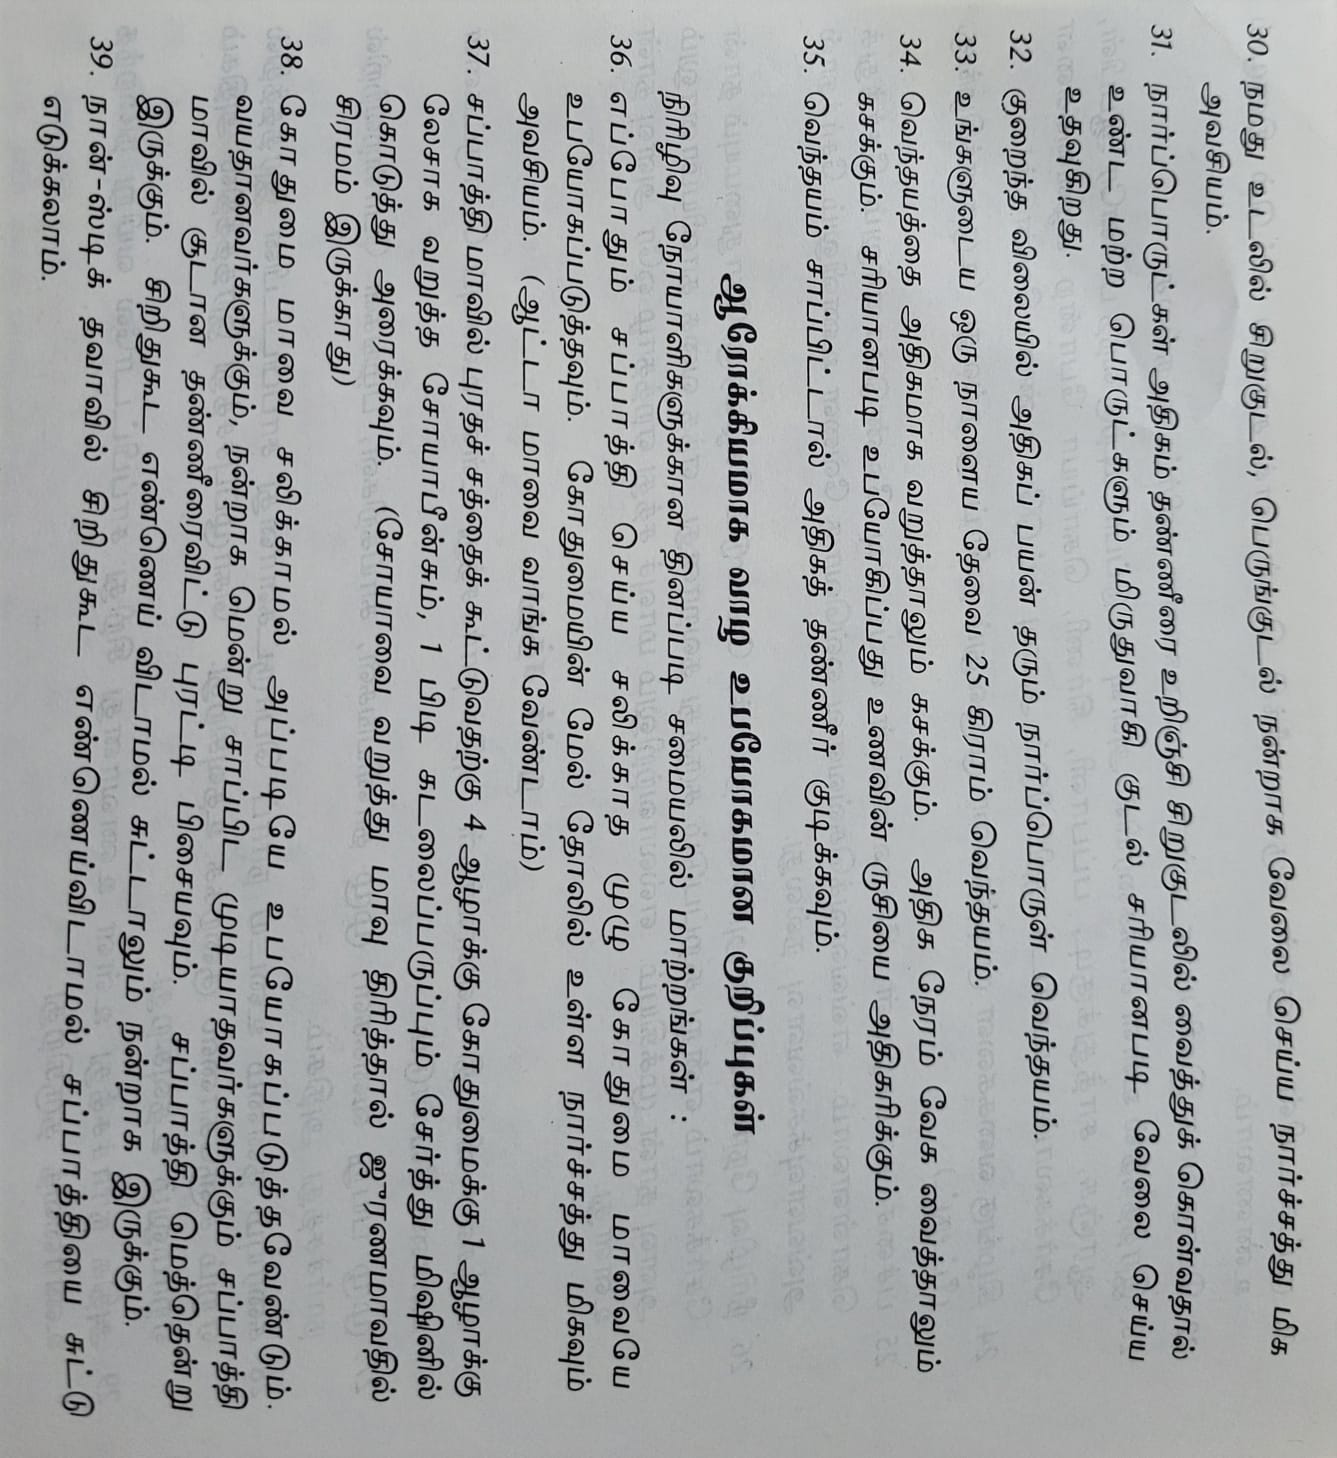 30. நமது உடலில் சிறுகுடல், பெருங்குடல் நன்றாக வேலை செய்ய நார்ச்சத்து மிக
அவசியம்.
31. நார்ப்பொருட்கள் அதிகம் தண்ணீரை உறிஞ்சி சிறுகுடலில் வைத்துக் கொள்வதால்
உண்ட மற்ற பொருட்களும் மிருதுவாகி குடல் சரியானபடி வேலை செய்ய
உதவுகிறது.
32. குறைந்த விலையில் அதிகப் பயன் தரும் நார்ப்பொருள் வெந்தயம்.
33. உங்களுடைய ஒரு நாளைய தேவை 25 கிராம் வெந்தயம்.
34. வெந்தயத்தை அதிகமாக வறுத்தாலும் கசக்கும். அதிக நேரம் வேக வைத்தாலும்
கசக்கும். சரியானபடி உபயோகிப்பது உணவின் ருசியை அதிகரிக்கும்.
35. வெந்தயம் சாப்பிட்டால் அதிகத் தண்ணீர் குடிக்கவும்.
ஆரோக்கியமாக வாழ உபயோகமான குறிப்புகள்
நிரிழிவு நோயாளிகளுக்கான தினப்படி சமையலில் மாற்றங்கள் :
36. எப்போதும் சப்பாத்தி செய்ய சலிக்காத முழு கோதுமை மாவையே
உபயோகப்படுத்தவும். கோதுமையின் மேல் தோலில் உள்ள நார்ச்சத்து மிகவும்
அவசியம். (ஆட்டா மாவை வாங்க வேண்டாம்)
37. சப்பாத்தி மாவில் புரதச் சத்தைக் கூட்டுவதற்கு 4 ஆழாக்கு கோதுமைக்கு 1 ஆழாக்கு
லேசாக வறுத்த சோயாபீன்சும், 1 பிடி கடலைப்பருப்பும் சேர்த்து மிஷினில்
கொடுத்து அரைக்கவும். (சோயாவை வறுத்து மாவு திரித்தால் ஜுரணமாவதில்
சிரமம் இருக்காது)
38. கோதுமை மாவை சலிக்காமல் அப்படியே உபயோகப்படுத்தவேண்டும்.
வயதானவர்களுக்கும், நன்றாக மென்று சாப்பிட முடியாதவர்களுக்கும் சப்பாத்தி
மாவில் சூடான தண்ணீரைவிட்டு புரட்டி பிசையவும். சப்பாத்தி மெத்தென்று
இருக்கும். சிறிதுகூட எண்ணெய் விடாமல் சுட்டாலும் நன்றாக இருக்கும்.
39. நான்-ஸ்டிக் தவாவில் சிறிதுகூட எண்ணெய்விடாமல் சப்பாத்தியை சுட்டு
எடுக்கலாம்.